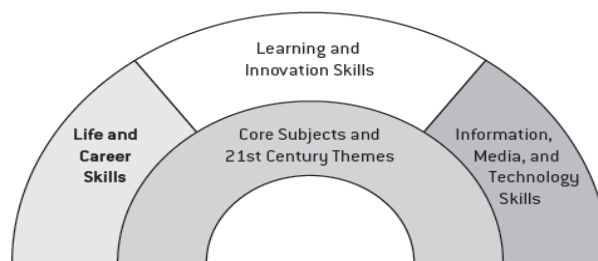 Learning and
Innovation Skills
Life and
Career
Skills
Core Subjects and
21st Century Themes
Information,
Media, and
Technology
Skills